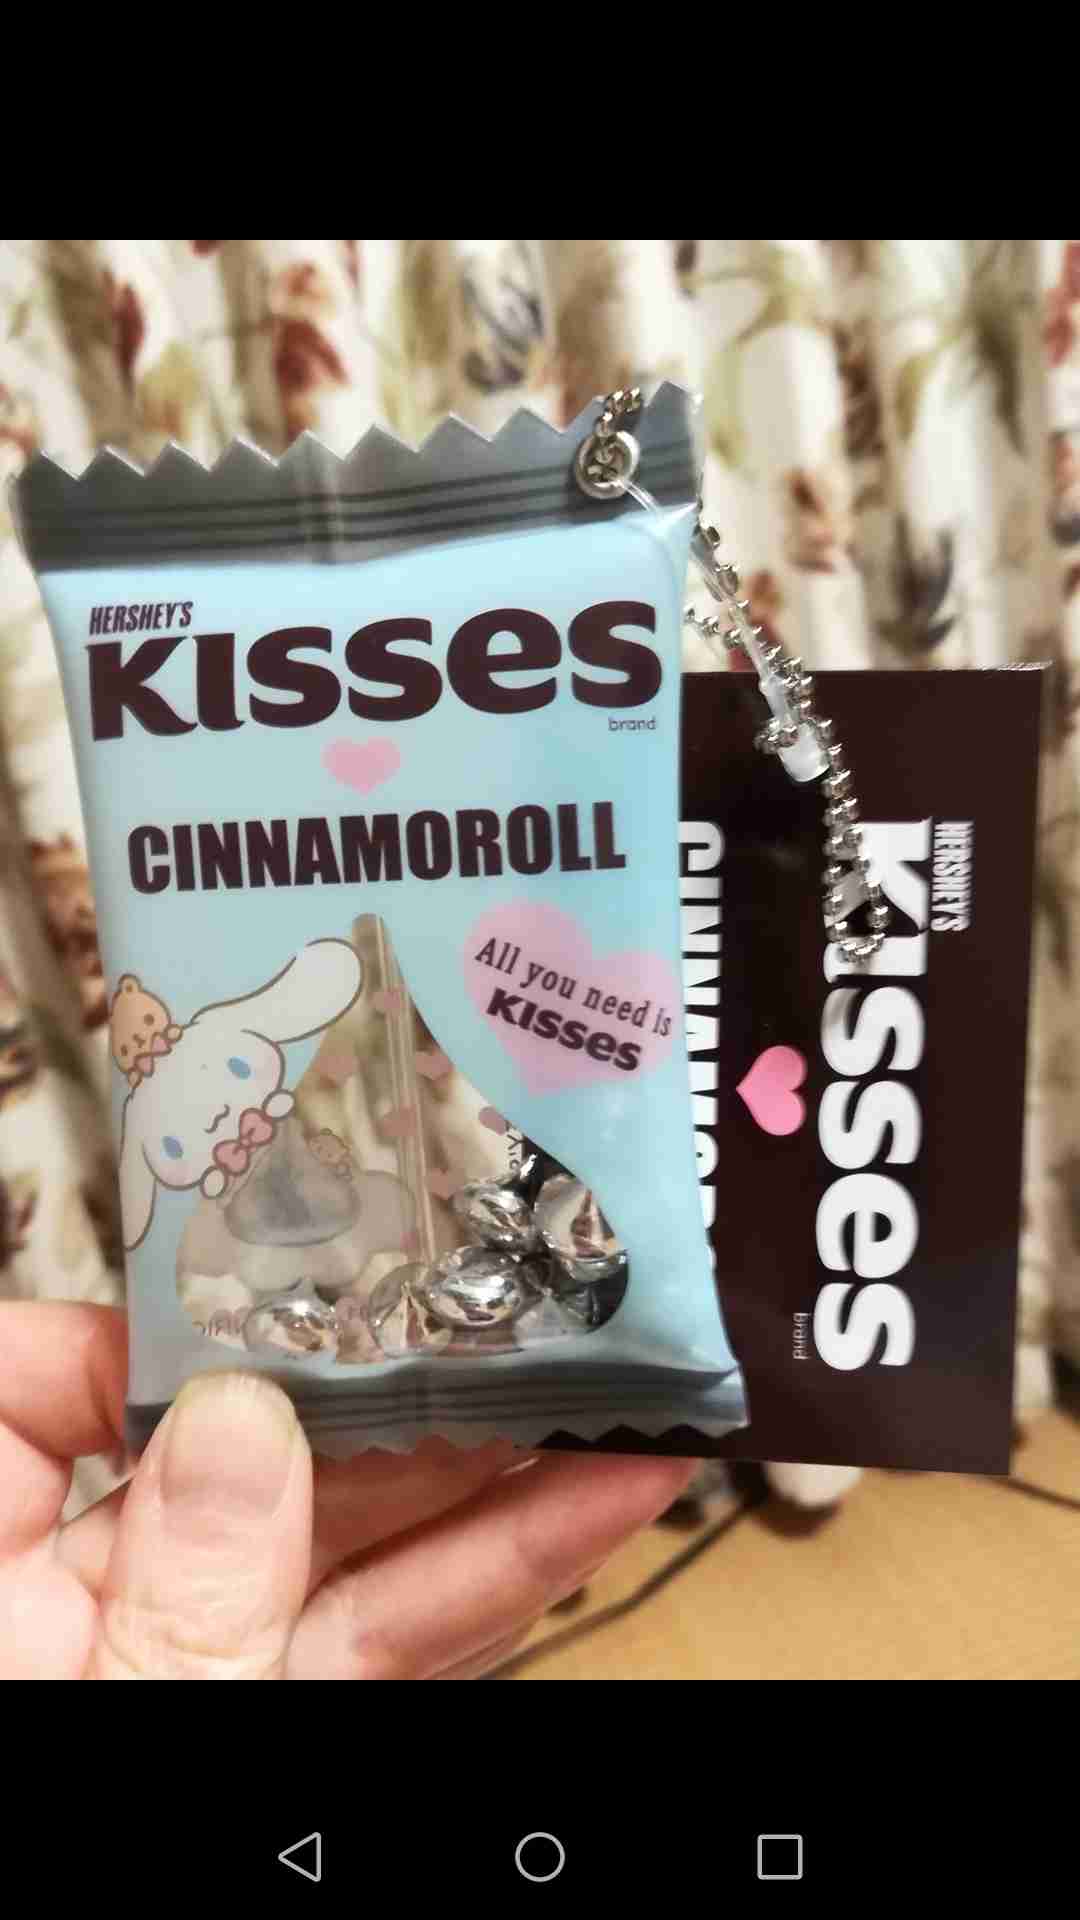 HERSHEY'S
KISSES
brand
CINNAMOROLL
All you need is
KISSES
HERSHEY'S
KISSES
brand